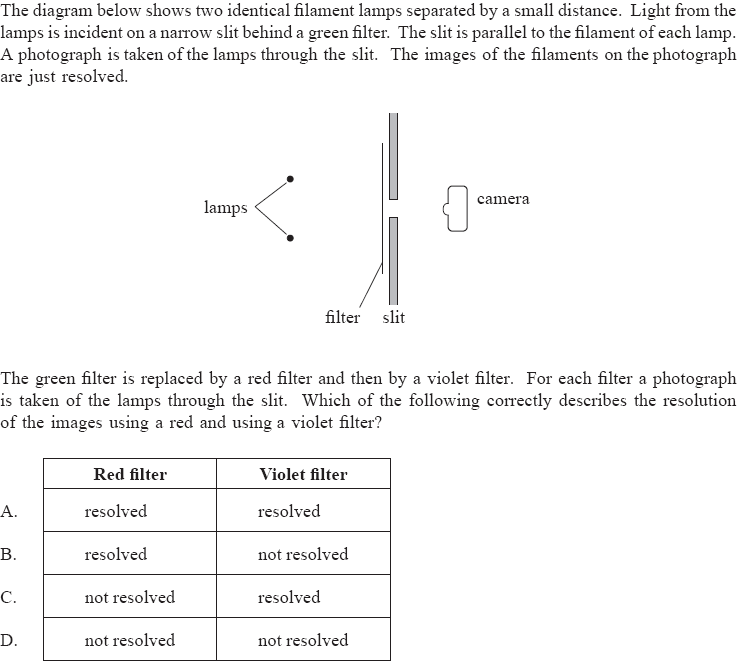 The diagram below shows two identical filament lamps separated by a small distance. Light from the
lamps is incident on a narrow slit behind a green filter. The slit is parallel to the filament of each lamp.
A photograph is taken of the lamps through the slit. The images of the filaments on the photograph
are just resolved.
lamps
camera
filter slit
The green filter is replaced by a red filter and then by a violet filter. For each filter a photograph
is taken of the lamps through the slit. Which of the following correctly describes the resolution
of the images using a red and using a violet filter?
Red filter Violet filter
A. resolved resolved
B. resolved not resolved
C. not resolved resolved
D. not resolved not resolved